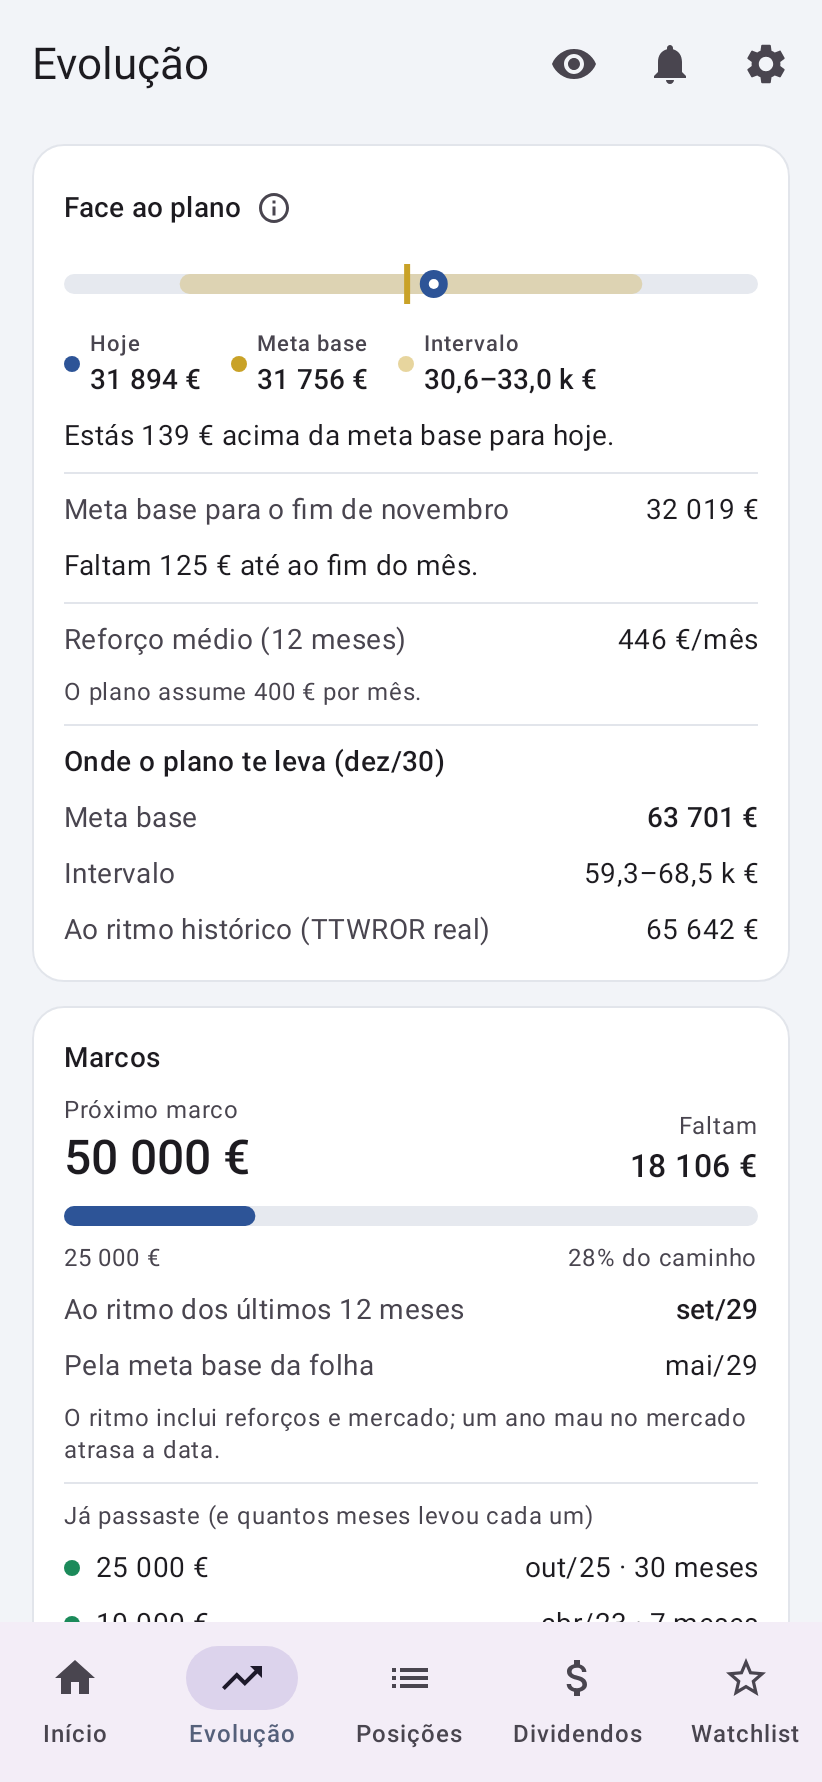 Evolução
Face ao plano
Hoje
31 894 €
Meta base
31 756 €
Intervalo
30,6–33,0 k €
Estás 139 € acima da meta base para hoje.
Meta base para o fim de novembro 32 019 €
Faltam 125 € até ao fim do mês.
Reforço médio (12 meses) 446 €/mês
O plano assume 400 € por mês.
Onde o plano te leva (dez/30)
Meta base 63 701 €
Intervalo 59,3–68,5 k €
Ao ritmo histórico (TTWROR real) 65 642 €
Marcos
Próximo marco
50 000 €
Faltam
18 106 €
25 000 € 28% do caminho
Ao ritmo dos últimos 12 meses set/29
Pela meta base da folha mai/29
O ritmo inclui reforços e mercado; um ano mau no mercado
atrasa a data.
Já passaste (e quantos meses levou cada um)
25 000 € out/25 · 30 meses
10 000 € abr/23 · 7 meses
Início Evolução Posições Dividendos Watchlist